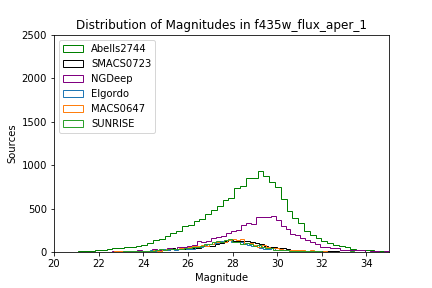 Distribution of Magnitudes in f435w_flux_aper_1
2500
2000
1500
1000
500
0
Abells2744
SMACS0723
NGDeep
Elgordo
MACS0647
SUNRISE
Sources
20 22 24 26 28 30 32 34
Magnitude